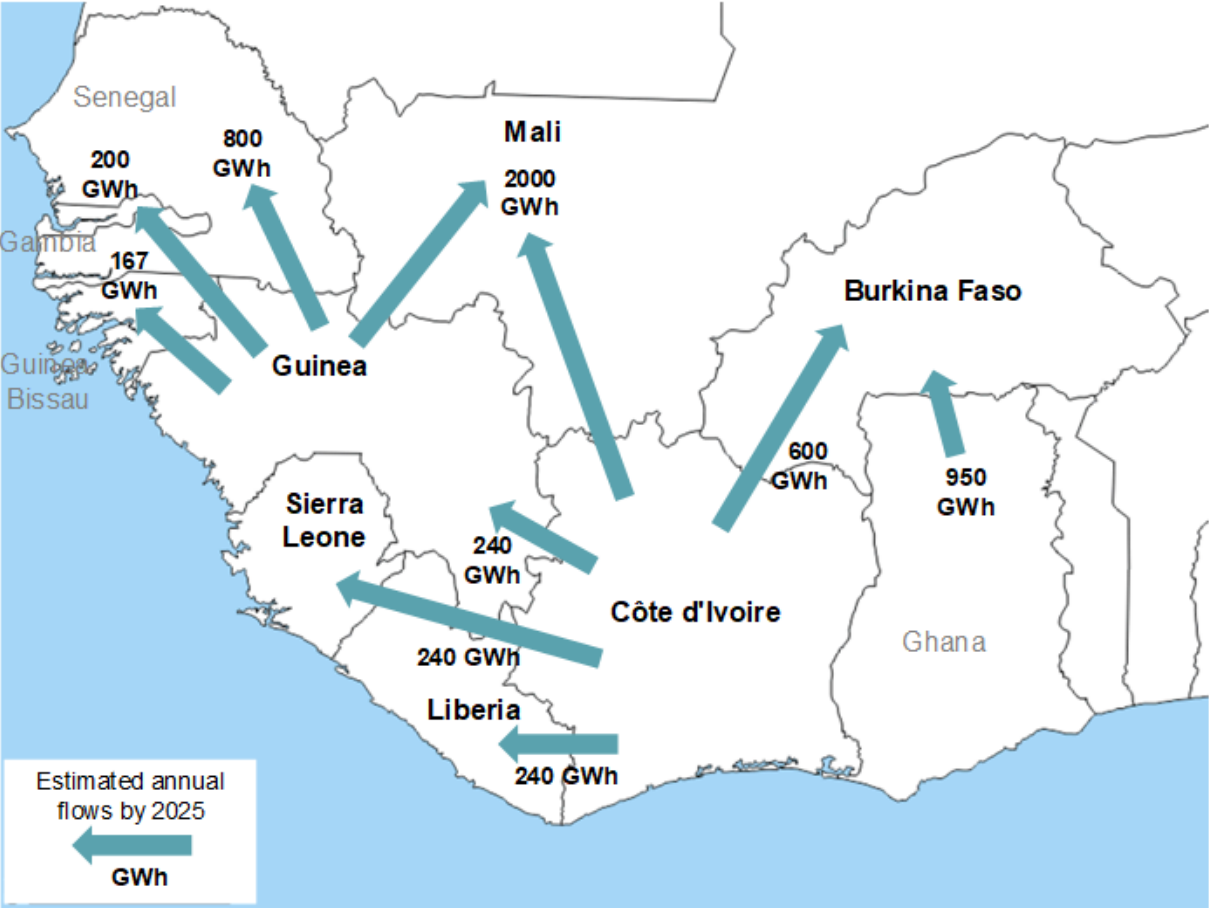 Senegal
800
GWh
200
GWh
Mali
2000
GWh
Gambia
167
GWh
Burkina Faso
Guinea
Guinea
Bissau
600
GWh
950
GWh
Sierra
Leone
240
GWh
Côte d'Ivoire
Ghana
240 GWh
Liberia
240 GWh
Estimated annual
flows by 2025
GWh